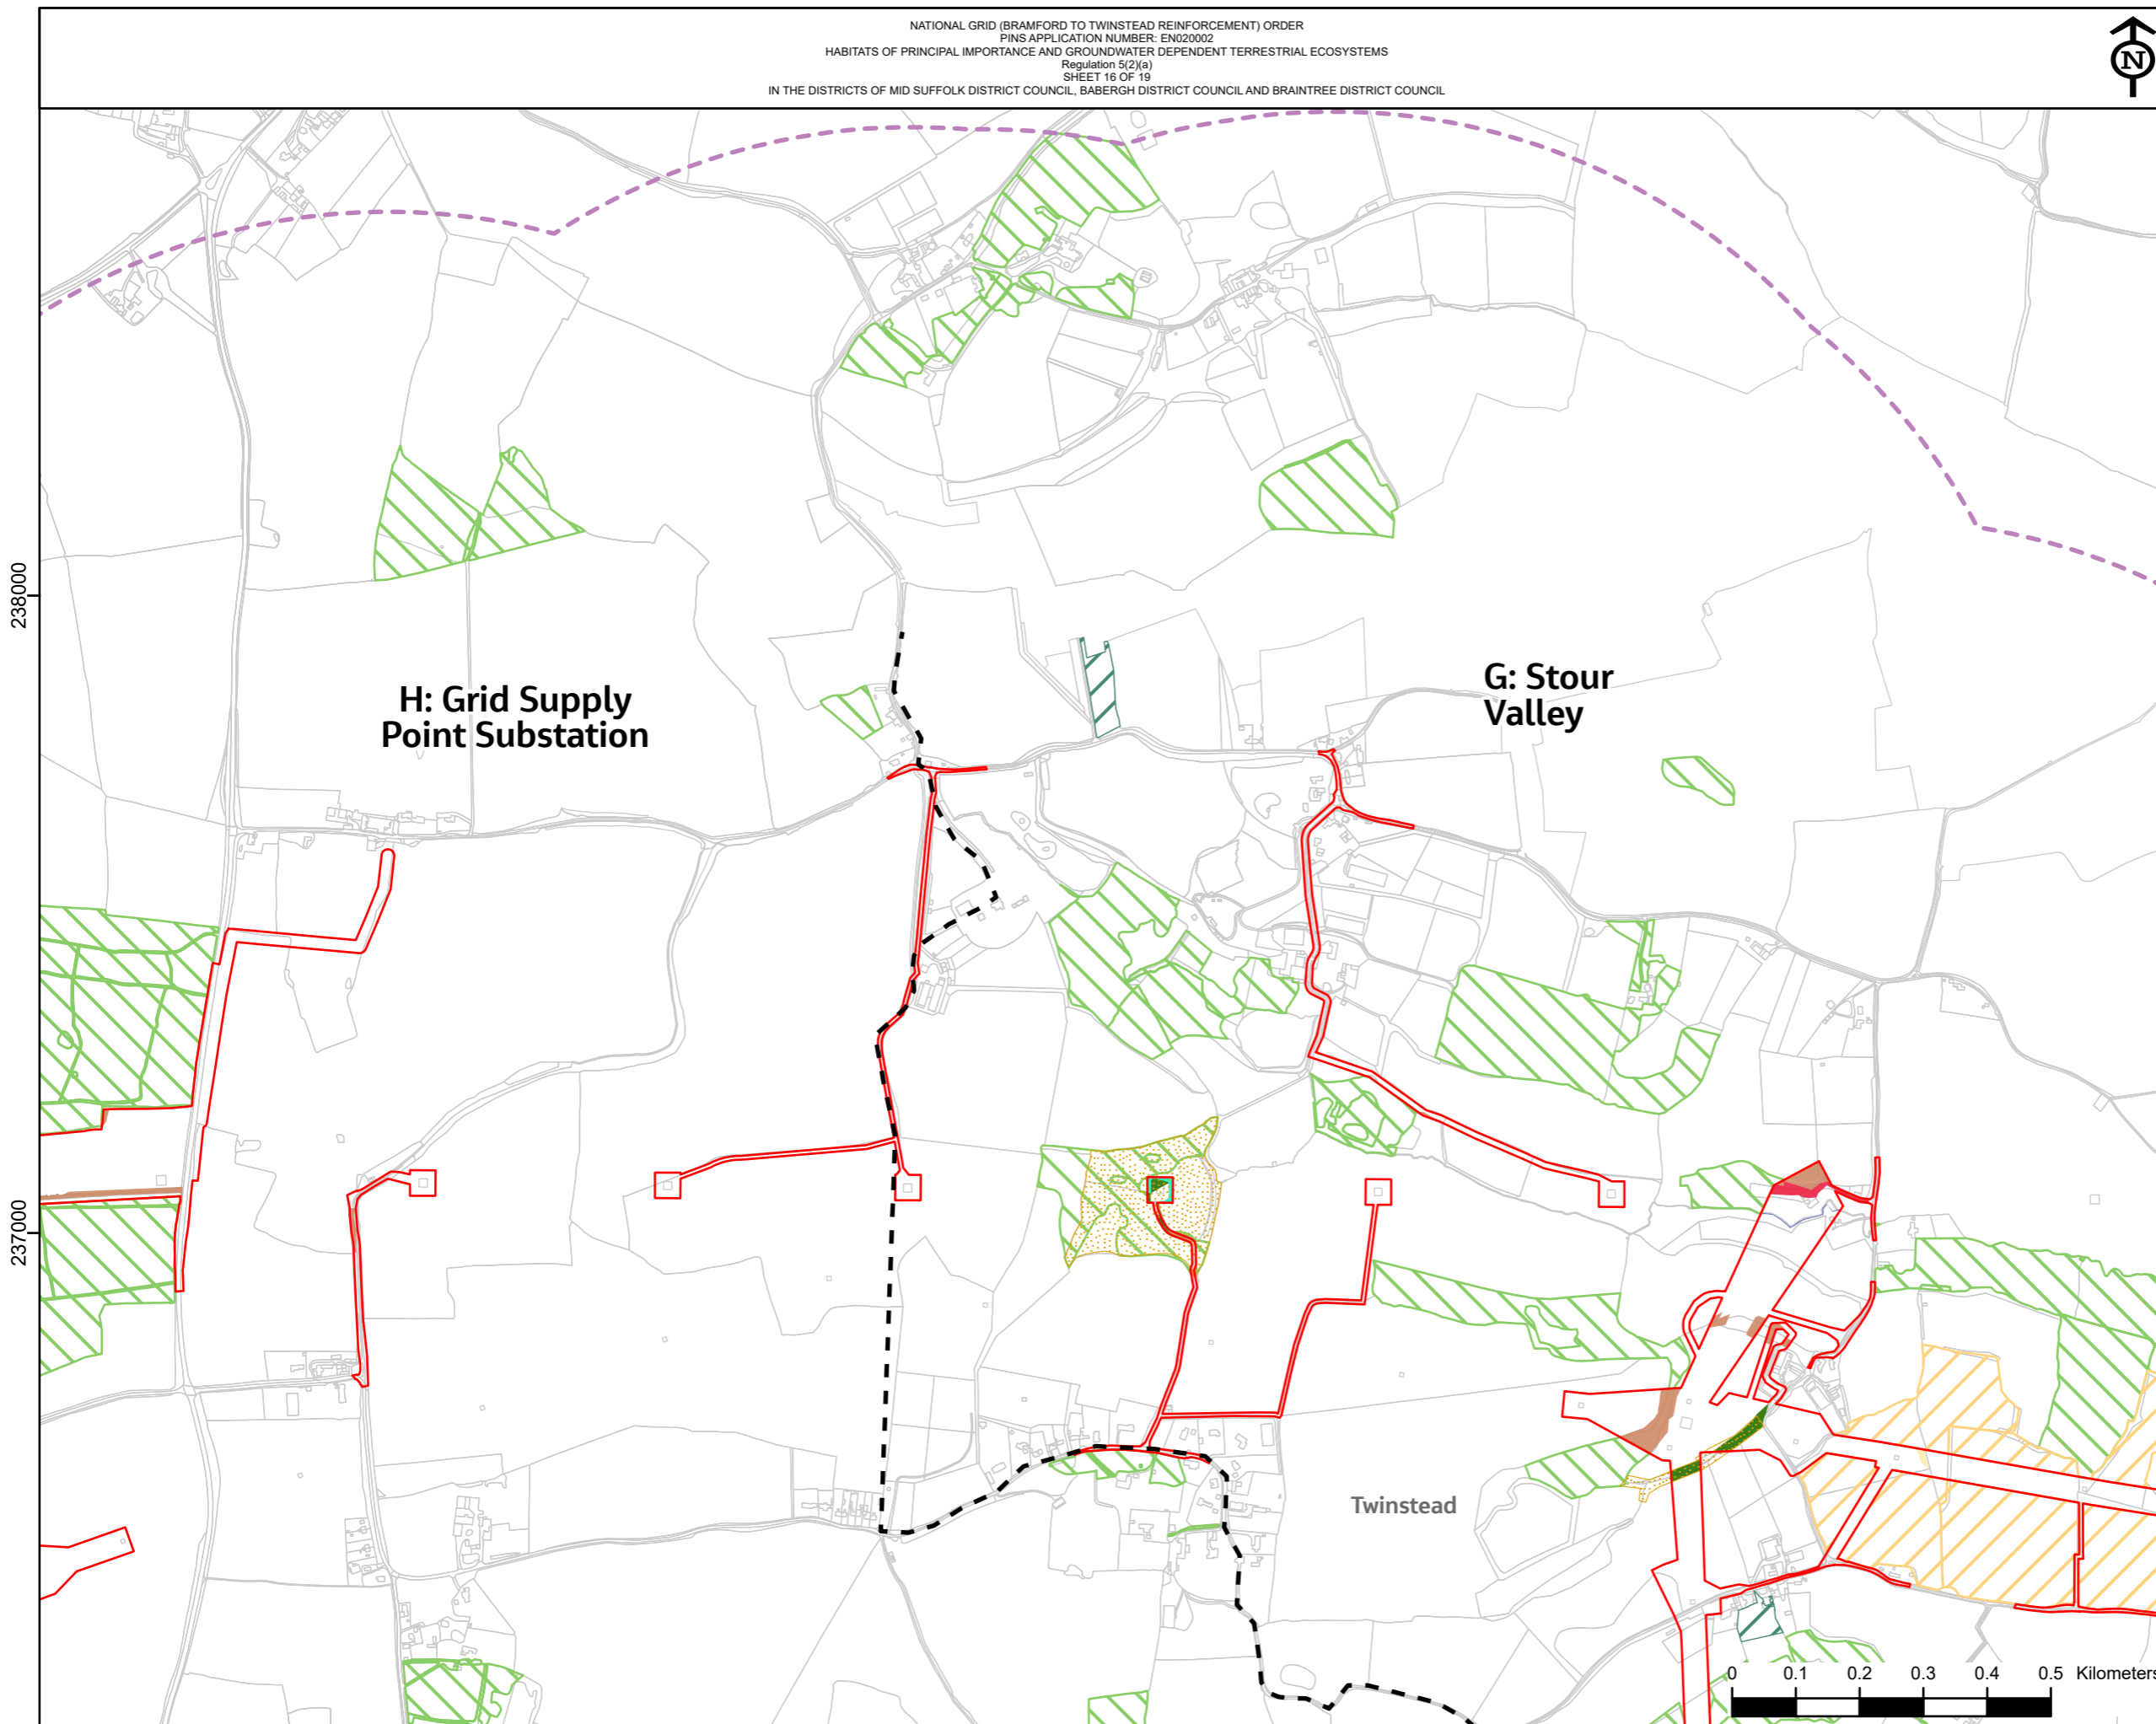 NATIONAL GRID (BRAMFORD TO TWINSTEAD REINFORCEMENT) ORDER
PINS APPLICATION NUMBER: EN020002
HABITATS OF PRINCIPAL IMPORTANCE AND GROUNDWATER DEPENDENT TERRESTRIAL ECOSYSTEMS
Regulation 5(2)(a)
SHEET 16 OF 19
IN THE DISTRICTS OF MID SUFFOLK DISTRICT COUNCIL, BABERGH DISTRICT COUNCIL AND BRAINTREE DISTRICT COUNCIL
N
238000
H: Grid Supply
Point Substation
G: Stour
Valley
237000
Twinstead
0 0.1 0.2 0.3 0.4 0.5 Kilometers